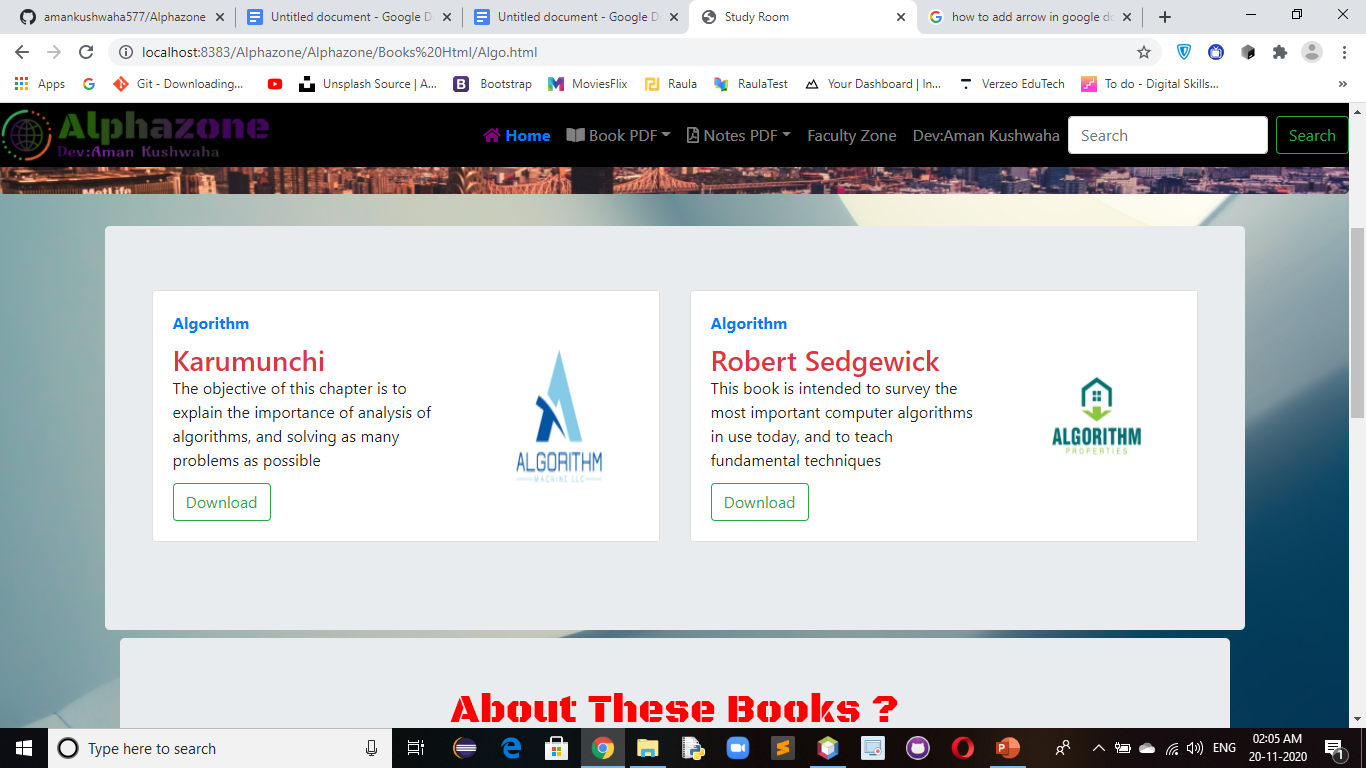 amankushwaha577/Alphazone
Untitled document - Google D
Untitled document - Google D
Study Room
how to add arrow in google do
localhost:8383/Alphazone/Alphazone/Books%20Html/Algo.html
Apps
Git - Downloading...
Unsplash Source | A...
Bootstrap
MoviesFlix
Raula
RaulaTest
Your Dashboard | In...
Verzeo EduTech
To do - Digital Skills...
Alphazone
Dev:Aman Kushwaha
Home
Book PDF
Notes PDF
Faculty Zone
Dev:Aman Kushwaha
Search
Search
MetLife
Algorithm
Karumunchi
The objective of this chapter is to
explain the importance of analysis of
algorithms, and solving as many
problems as possible
Download
ALGORITHM
MACHINE LLC
Algorithm
Robert Sedgewick
This book is intended to survey the
most important computer algorithms
in use today, and to teach
fundamental techniques
Download
ALGORITHM
PROPERTIES
About These Books ?
Type here to search
ENG
02:05 AM
20-11-2020
1